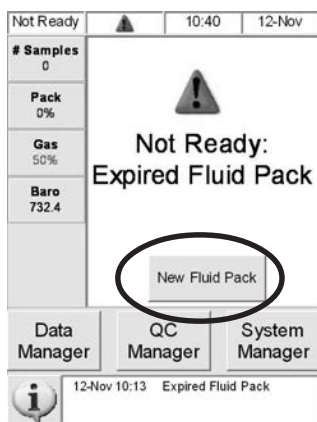 Not Ready 10:40 12-Nov
# Samples
0
Pack
0%
Gas
50%
Baro
732.4
Not Ready:
Expired Fluid Pack
New Fluid Pack
Data
Manager
QC
Manager
System
Manager
12-Nov 10:13 Expired Fluid Pack